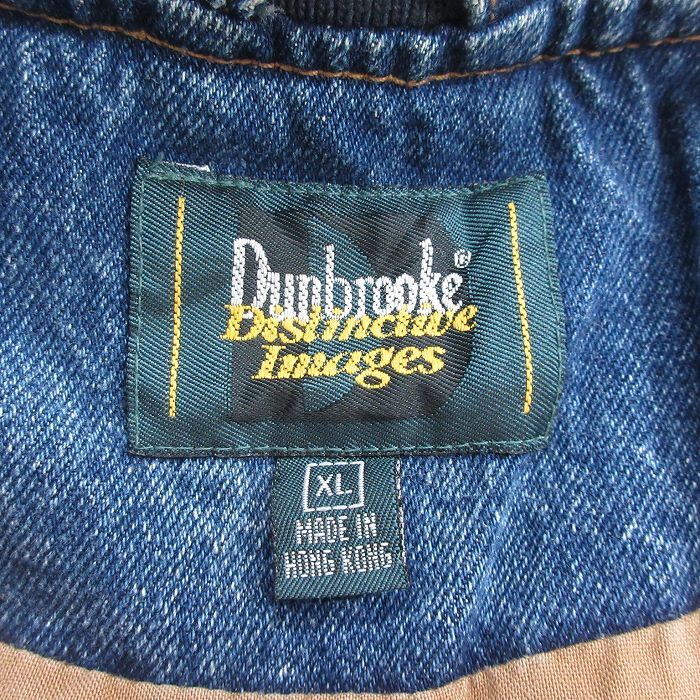 Dunbrooke®
Distinctive
Images
XL
MADE IN
HONG KONG